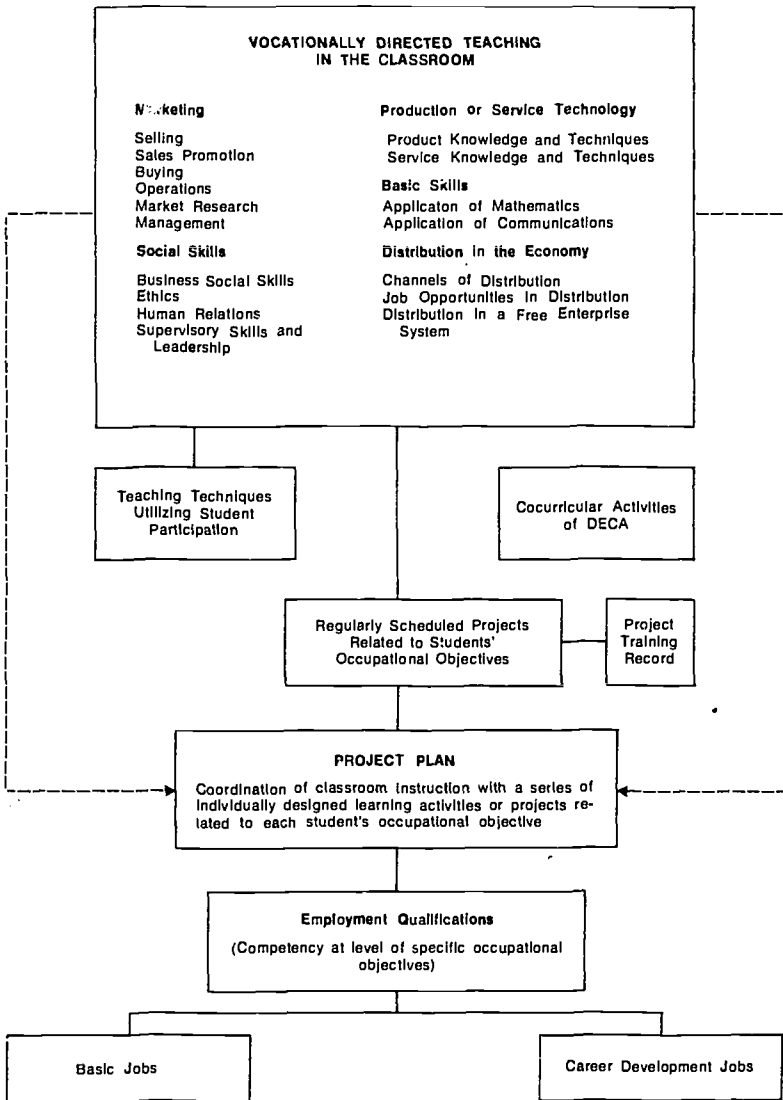 VOCATIONALLY DIRECTED TEACHING
IN THE CLASSROOM
Marketing
Selling
Sales Promotion
Buying
Operations
Market Research
Management
Social Skills
Business Social Skills
Ethics
Human Relations
Supervisory Skills and
Leadership
Production or Service Technology
Product Knowledge and Techniques
Service Knowledge and Techniques
Basic Skills
Applicaton of Mathematics
Application of Communications
Distribution in the Economy
Channels of Distribution
Job Opportunities in Distribution
Distribution in a Free Enterprise
System
Teaching Techniques
Utilizing Student
Participation
Cocurricular Activities
of DECA
Regularly Scheduled Projects
Related to Students'
Occupational Objectives
Project
Training
Record
PROJECT PLAN
Coordination of classroom instruction with a series of
individually designed learning activities or projects re-
lated to each student's occupational objective
Employment Qualifications
(Competency at level of specific occupational
objectives)
Basic Jobs
Career Development Jobs